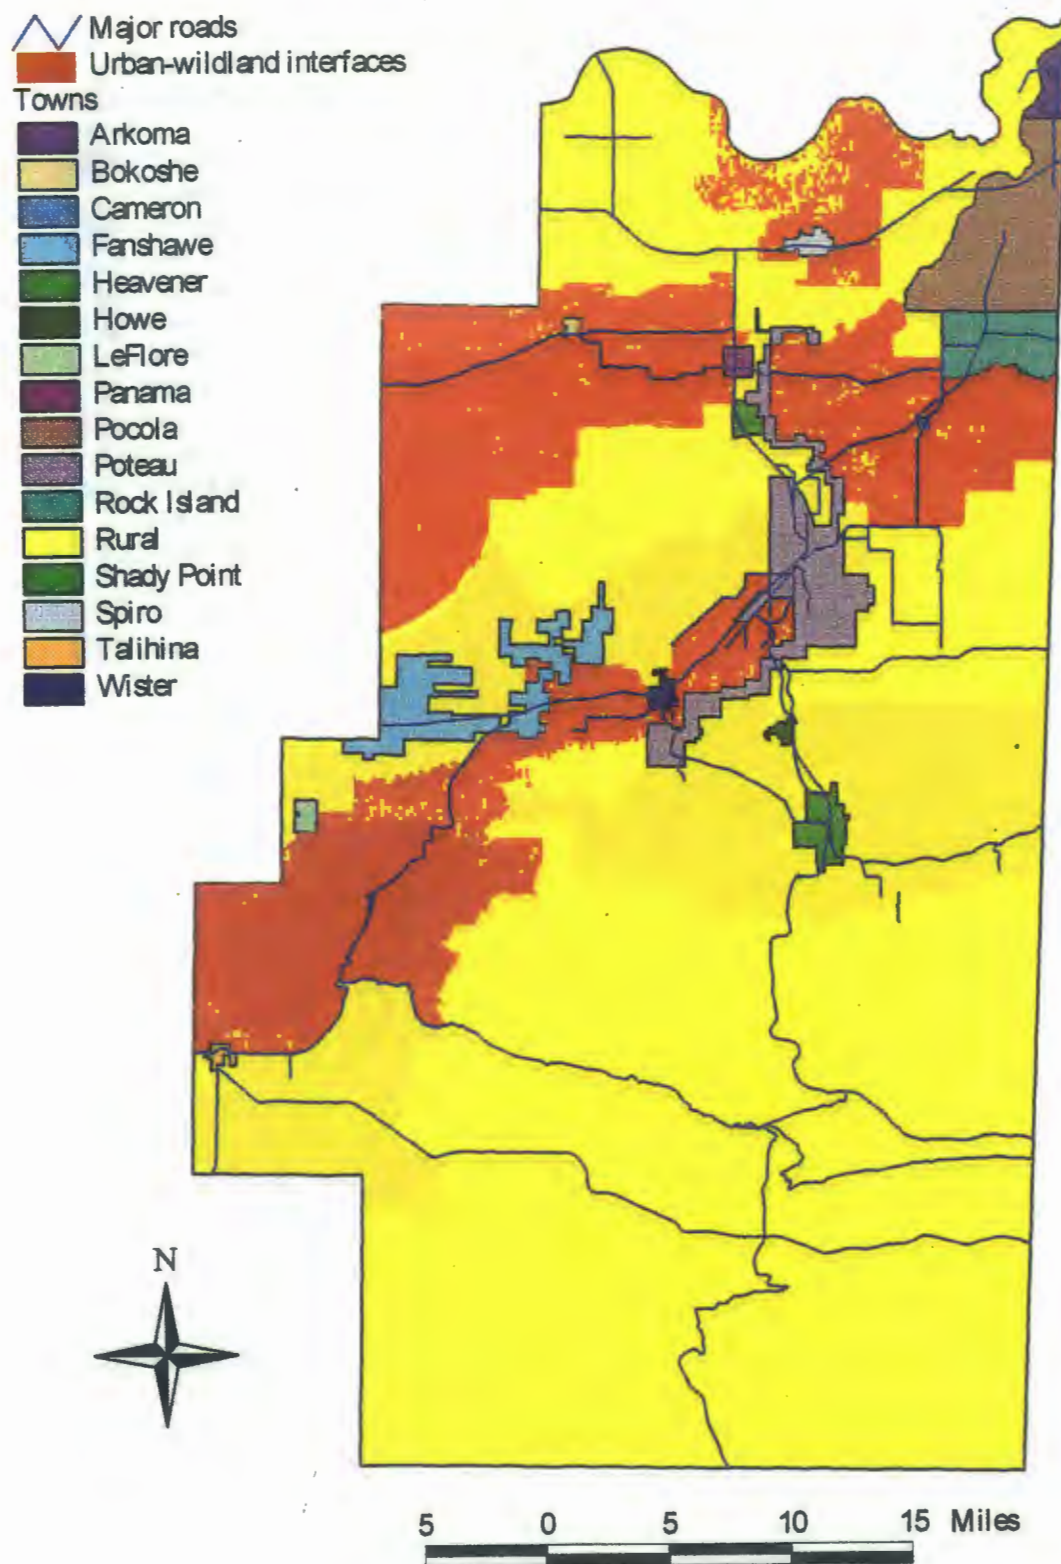 Major roads
Urban-wildland interfaces
Towns
Arkoma
Bokoshe
Cameron
Fanshawe
Heavener
Howe
LeFlore
Panama
Pocola
Poteau
Rock Island
Rural
Shady Point
Spiro
Talihina
Wister
N
5 0 5 10 15 Miles